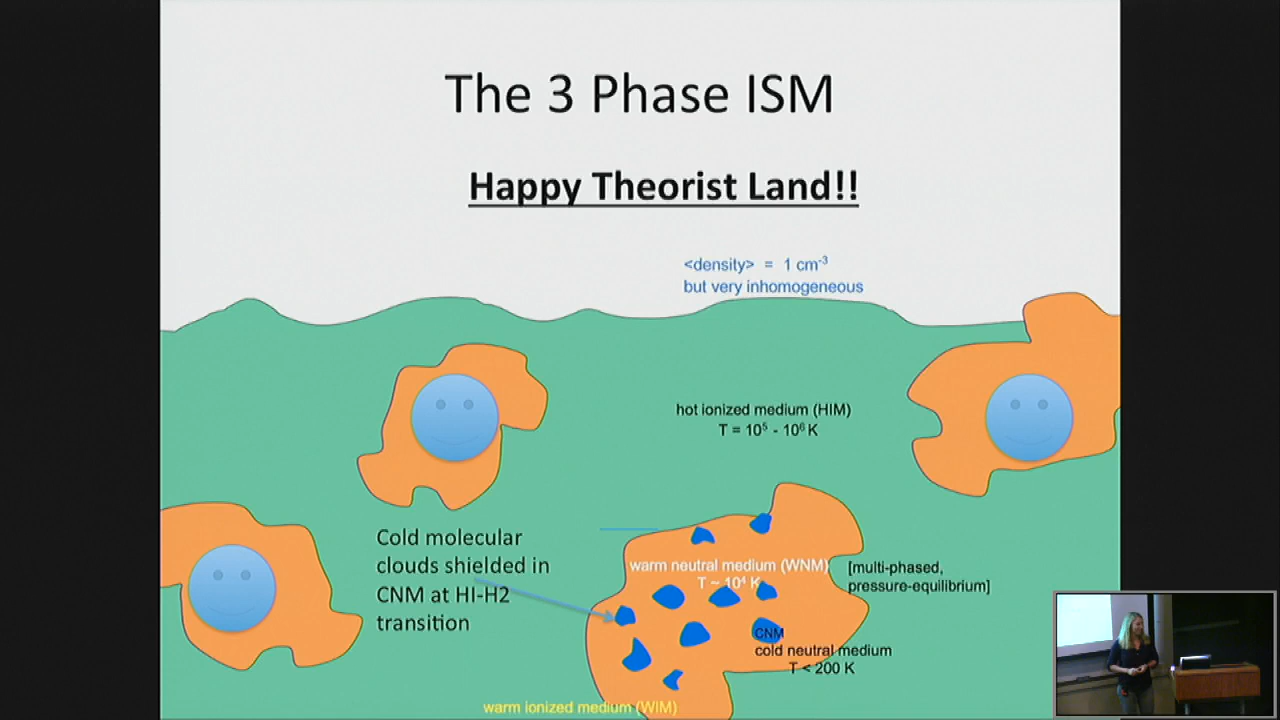 The 3 Phase ISM
Happy Theorist Land!!
<density> = 1 cm⁻³
but very inhomogeneous
hot ionized medium (HIM)
T = 10⁵ - 10⁶ K
Cold molecular
clouds shielded in
CNM at HI-H2
transition
warm neutral medium (WNM)
T ~ 10⁴ K
[multi-phased,
pressure-equilibrium]
CNM
cold neutral medium
T < 200 K
warm ionized medium (WIM)